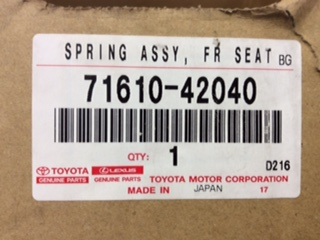 SPRING ASSY, FR SEAT BG
71610-42040
QTY: 1
D216
TOYOTA LEXUS
GENUINE PARTS GENUINE PARTS TOYOTA MOTOR CORPORATION
MADE IN JAPAN 17